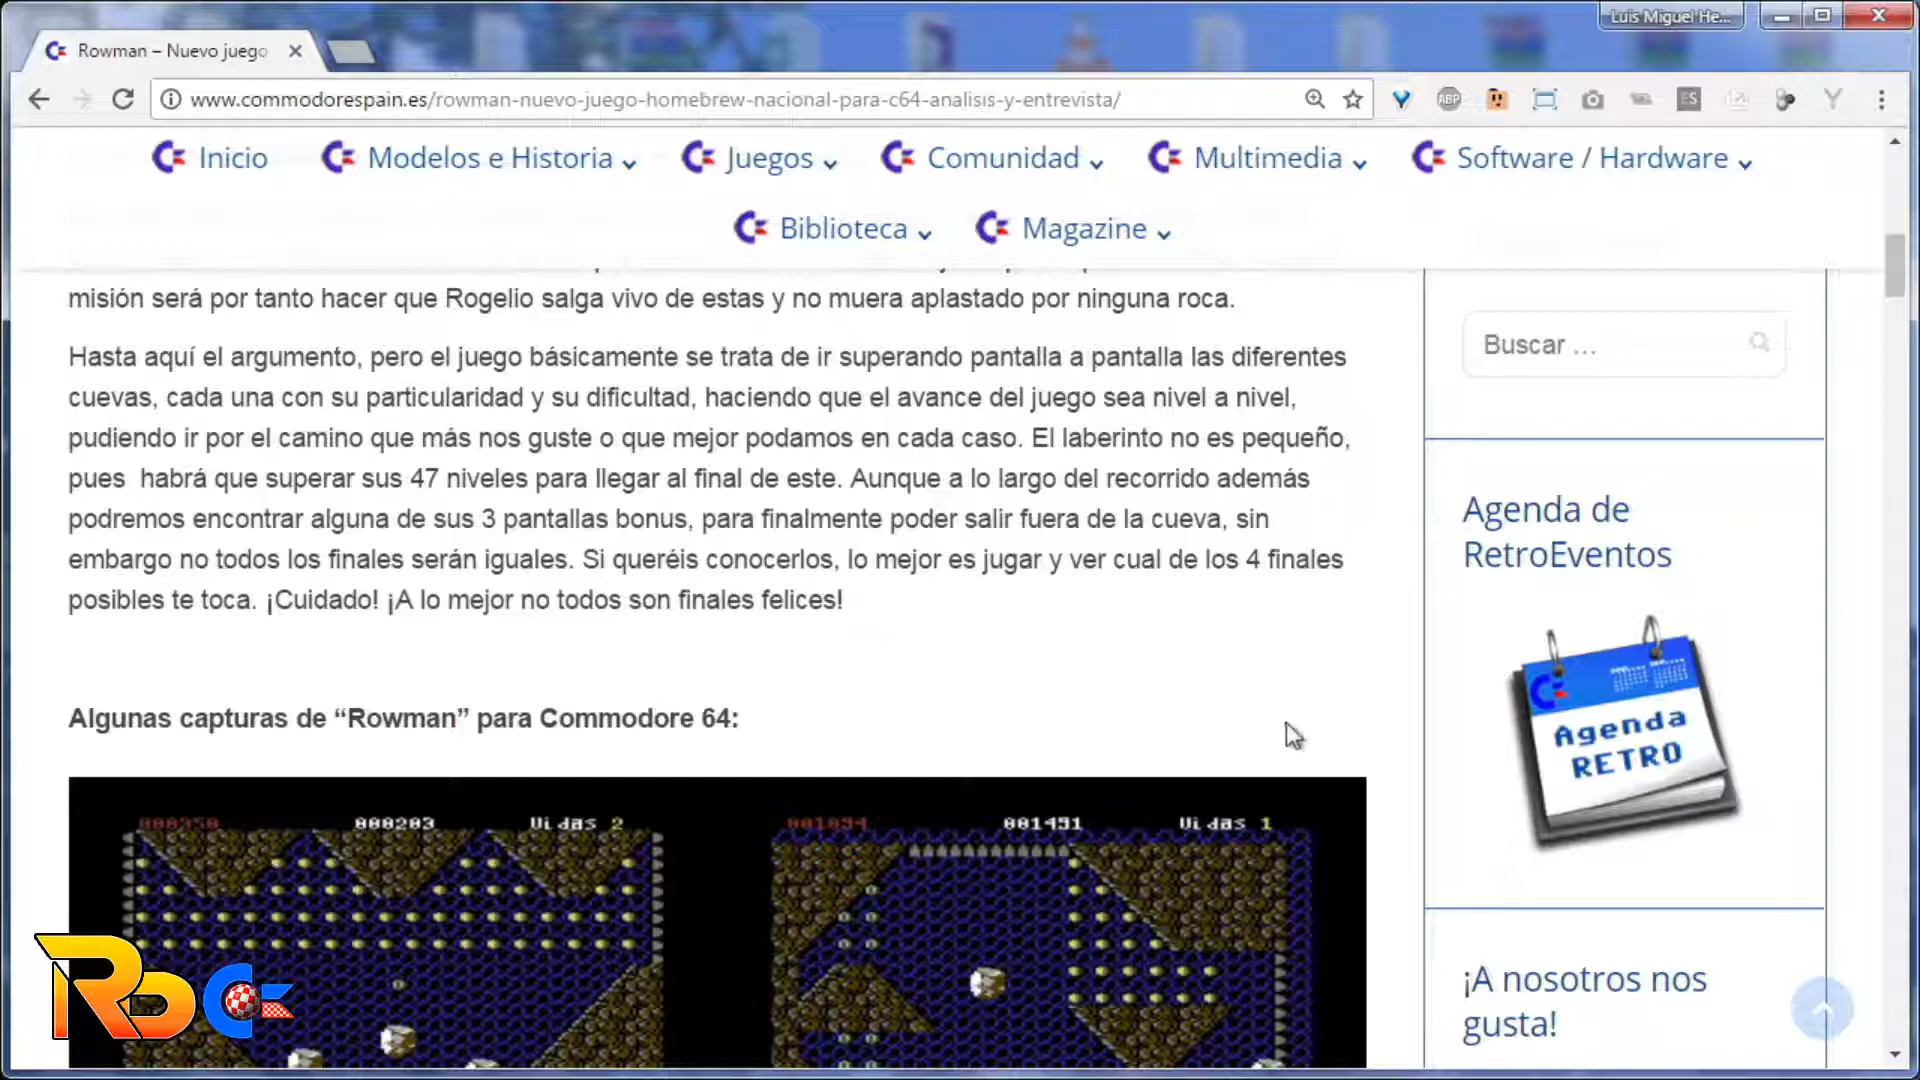 Luis Miguel He...
Rowman – Nuevo juego
www.commodorespain.es/rowman-nuevo-juego-homebrew-nacional-para-c64-analisis-y-entrevista/
ABP
ES
Inicio
Modelos e Historia
Juegos
Comunidad
Multimedia
Software / Hardware
Biblioteca
Magazine
misión será por tanto hacer que Rogelio salga vivo de estas y no muera aplastado por ninguna roca.
Hasta aquí el argumento, pero el juego básicamente se trata de ir superando pantalla a pantalla las diferentes
cuevas, cada una con su particularidad y su dificultad, haciendo que el avance del juego sea nivel a nivel,
pudiendo ir por el camino que más nos guste o que mejor podamos en cada caso. El laberinto no es pequeño,
pues  habrá que superar sus 47 niveles para llegar al final de este. Aunque a lo largo del recorrido además
podremos encontrar alguna de sus 3 pantallas bonus, para finalmente poder salir fuera de la cueva, sin
embargo no todos los finales serán iguales. Si queréis conocerlos, lo mejor es jugar y ver cual de los 4 finales
posibles te toca. ¡Cuidado! ¡A lo mejor no todos son finales felices!
Algunas capturas de “Rowman” para Commodore 64:
000203
Vidas 2
001491
Vidas 1
Buscar ...
Agenda de
RetroEventos
Agenda
RETRO
¡A nosotros nos
gusta!